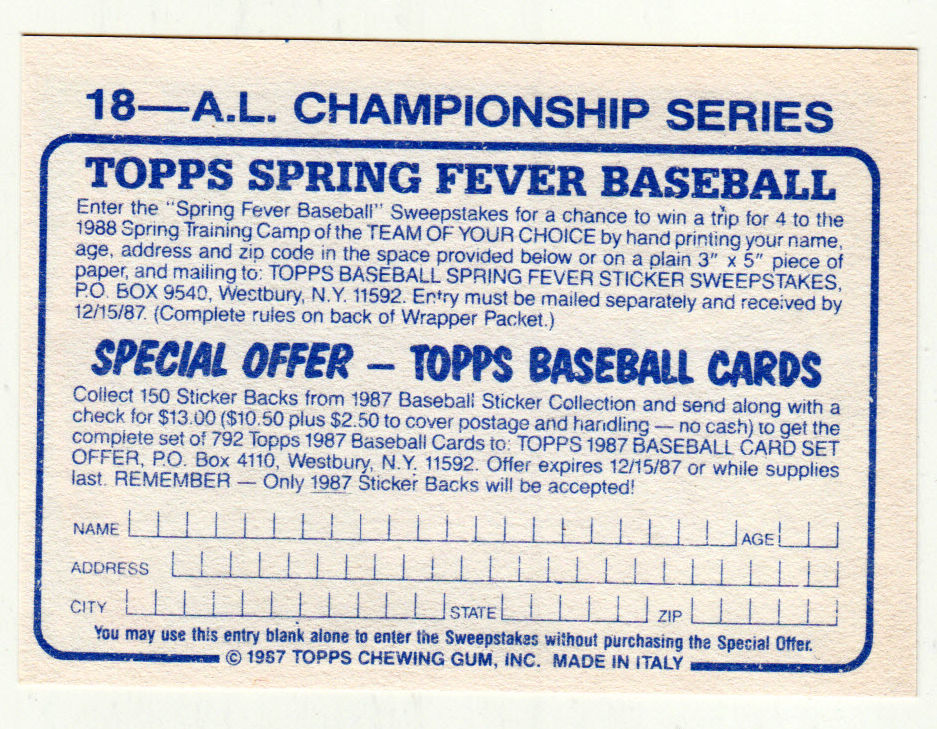 18—A.L. CHAMPIONSHIP SERIES
TOPPS SPRING FEVER BASEBALL
Enter the "Spring Fever Baseball" Sweepstakes for a chance to win a trip for 4 to the
1988 Spring Training Camp of the TEAM OF YOUR CHOICE by hand printing your name,
age, address and zip code in the space provided below or on a plain 3" x 5" piece of
paper, and mailing to: TOPPS BASEBALL SPRING FEVER STICKER SWEEPSTAKES,
P.O. BOX 9540, Westbury, N.Y. 11592. Entry must be mailed separately and received by
12/15/87. (Complete rules on back of Wrapper Packet.)
SPECIAL OFFER — TOPPS BASEBALL CARDS
Collect 150 Sticker Backs from 1987 Baseball Sticker Collection and send along with a
check for $13.00 ($10.50 plus $2.50 to cover postage and handling — no cash) to get the
complete set of 792 Topps 1987 Baseball Cards to: TOPPS 1987 BASEBALL CARD SET
OFFER, P.O. Box 4110, Westbury, N.Y. 11592. Offer expires 12/15/87 or while supplies
last. REMEMBER — Only 1987 Sticker Backs will be accepted!
NAME AGE
ADDRESS
CITY STATE ZIP
You may use this entry blank alone to enter the Sweepstakes without purchasing the Special Offer.
© 1987 TOPPS CHEWING GUM, INC. MADE IN ITALY